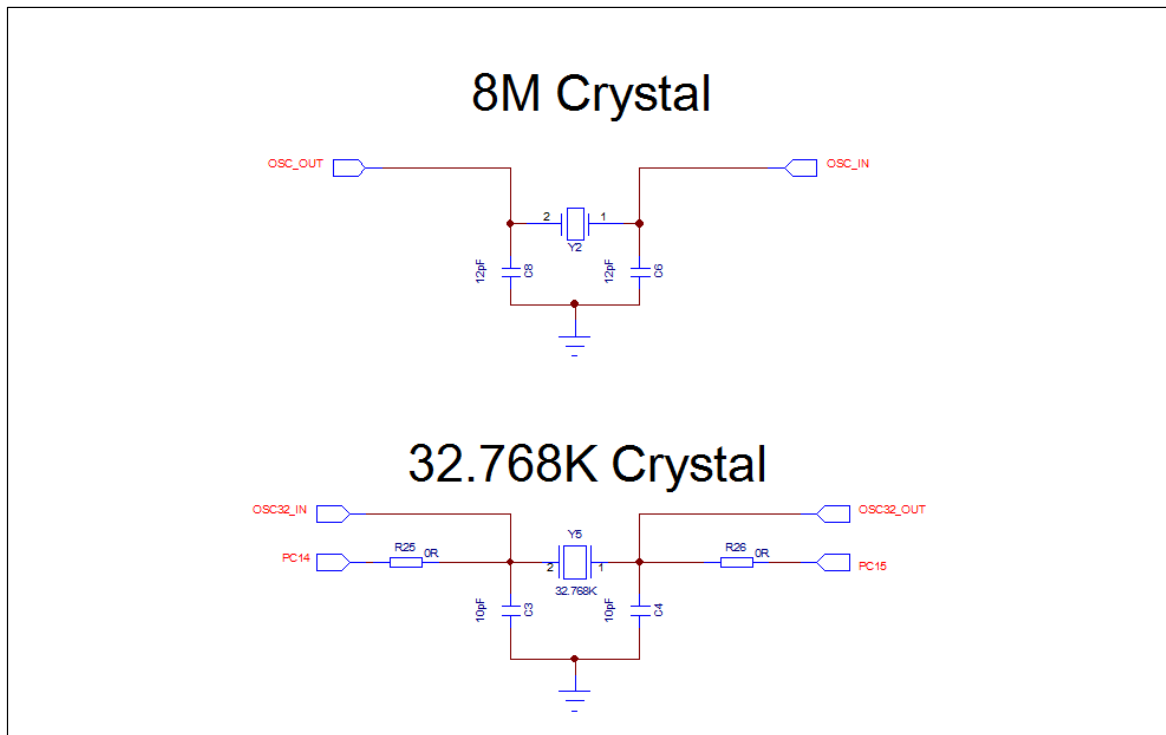 8M Crystal
OSC_OUT
OSC_IN
2
1
Y2
12pF
C8
12pF
C6
32.768K Crystal
OSC32_IN
OSC32_OUT
Y5
PC14
R25
0R
2
1
R26
0R
PC15
32.768K
10pF
C3
10pF
C4